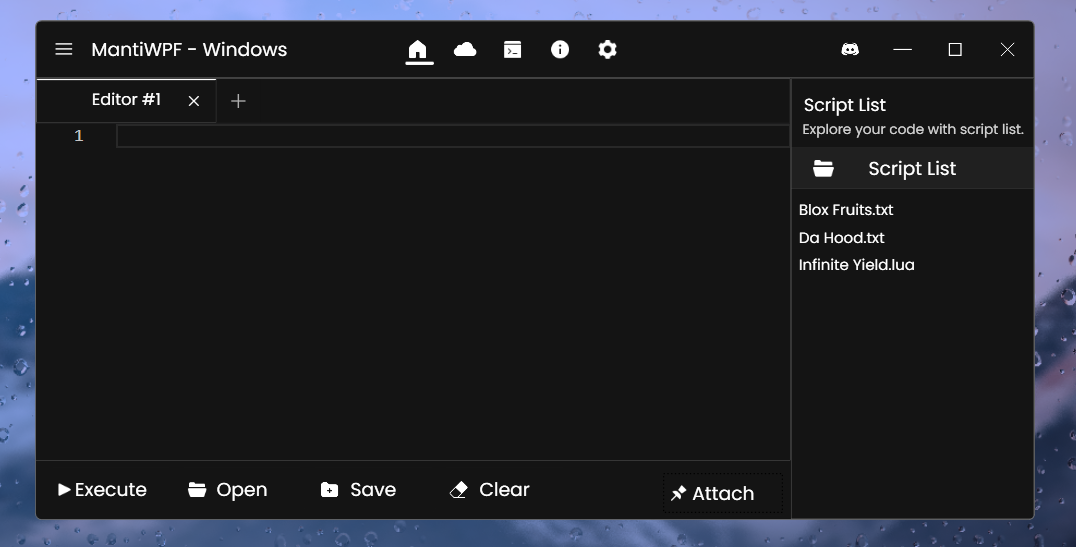 MantiWPF - Windows
Editor #1
Script List
Explore your code with script list.
1
Script List
Blox Fruits.txt
Da Hood.txt
Infinite Yield.lua
Execute
Open
Save
Clear
Attach